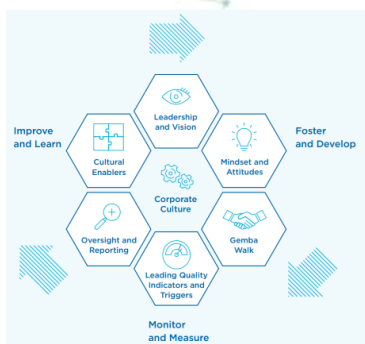 Leadership
and Vision
Improve
and Learn
Foster
and Develop
Cultural
Enablers
Mindset and
Attitudes
Corporate
Culture
Oversight and
Reporting
Gemba
Walk
Leading Quality
Indicators and
Triggers
Monitor
and Measure